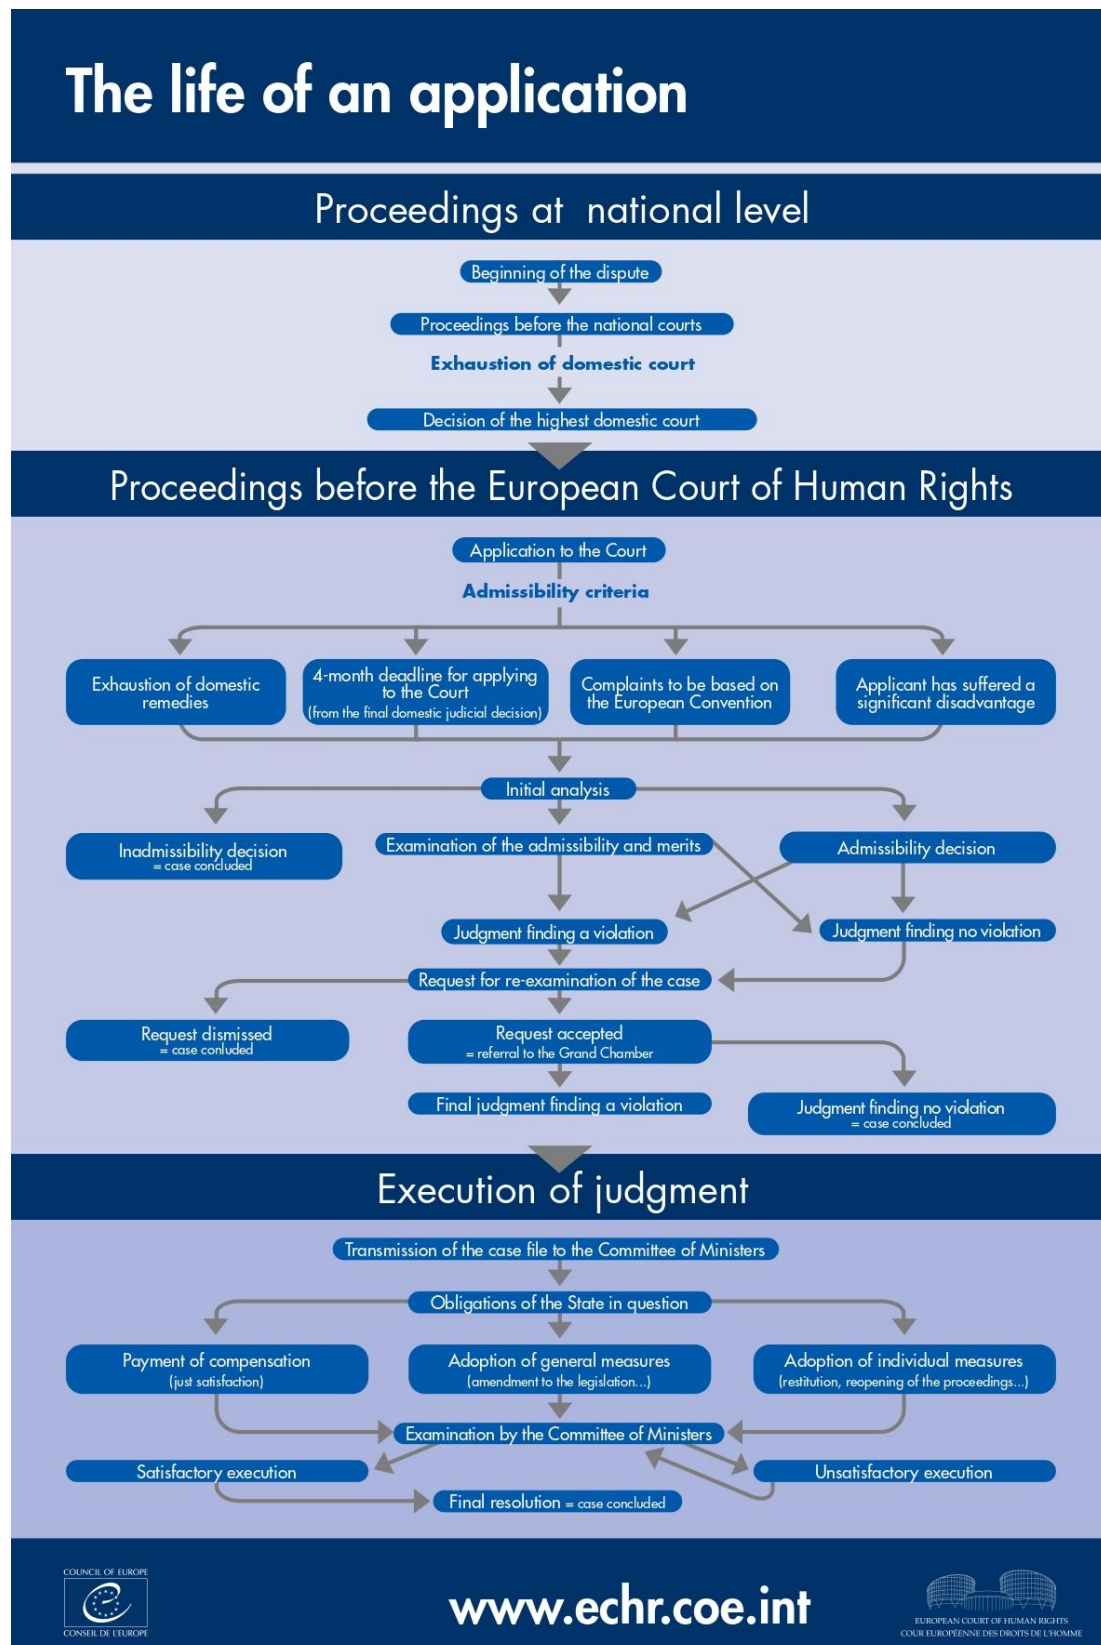 The life of an application
Proceedings at national level
Beginning of the dispute
Proceedings before the national courts
Exhaustion of domestic court
Decision of the highest domestic court
Proceedings before the European Court of Human Rights
Application to the Court
Admissibility criteria
Exhaustion of domestic
remedies
4-month deadline for applying
to the Court
(from the final domestic judicial decision)
Complaints to be based on
the European Convention
Applicant has suffered a
significant disadvantage
Initial analysis
Inadmissibility decision
= case concluded
Examination of the admissibility and merits
Admissibility decision
Judgment finding a violation
Judgment finding no violation
Request for re-examination of the case
Request dismissed
= case conluded
Request accepted
= referral to the Grand Chamber
Final judgment finding a violation
Judgment finding no violation
= case concluded
Execution of judgment
Transmission of the case file to the Committee of Ministers
Obligations of the State in question
Payment of compensation
(just satisfaction)
Adoption of general measures
(amendment to the legislation...)
Adoption of individual measures
(restitution, reopening of the proceedings...)
Examination by the Committee of Ministers
Satisfactory execution
Unsatisfactory execution
Final resolution = case concluded
COUNCIL OF EUROPE
CONSEIL DE L'EUROPE
www.echr.coe.int
EUROPEAN COURT OF HUMAN RIGHTS
COUR EUROPÉENNE DES DROITS DE L'HOMME